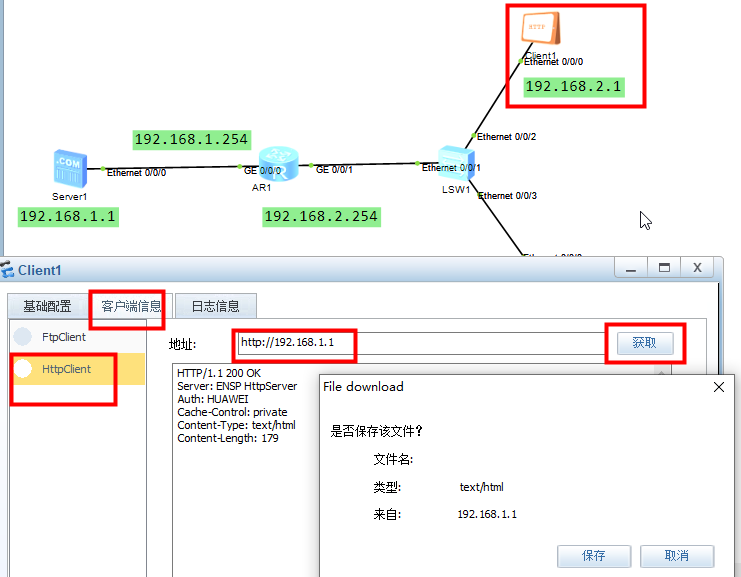 HTTP
Client1
Ethernet 0/0/0
192.168.2.1
192.168.1.254
Ethernet 0/0/2
.COM
Ethernet 0/0/0
GE 0/0/0
R
GE 0/0/1
Ethernet 0/0/1
Server1
AR1
LSW1
Ethernet 0/0/3
192.168.1.1
192.168.2.254
Client1
基础配置
客户端信息
日志信息
FtpClient
HttpClient
地址:
http://192.168.1.1
获取
HTTP/1.1 200 OK
Server: ENSP HttpServer
Auth: HUAWEI
Cache-Control: private
Content-Type: text/html
Content-Length: 179
File download
是否保存该文件?
文件名:
类型: text/html
来自: 192.168.1.1
保存
取消